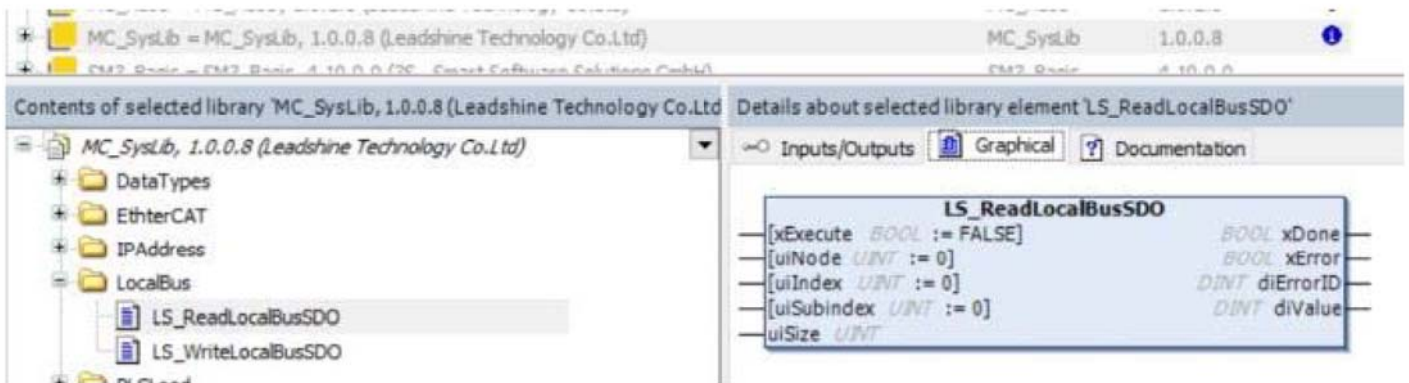 MC_SysLib = MC_SysLib, 1.0.0.8 (Leadshine Technology Co.Ltd) MC_SysLib 1.0.0.8
Contents of selected library 'MC_SysLib, 1.0.0.8 (Leadshine Technology Co.Ltd
MC_SysLib, 1.0.0.8 (Leadshine Technology Co.Ltd)
DataTypes
EthterCAT
IPAddress
LocalBus
LS_ReadLocalBusSDO
LS_WriteLocalBusSDO
Details about selected library element 'LS_ReadLocalBusSDO'
Inputs/Outputs Graphical Documentation
LS_ReadLocalBusSDO
[xExecute BOOL := FALSE] BOOL xDone
[uiNode UINT := 0] BOOL xError
[uiIndex UINT := 0] DINT diErrorID
[uiSubindex UINT := 0] DINT diValue
uiSize UINT